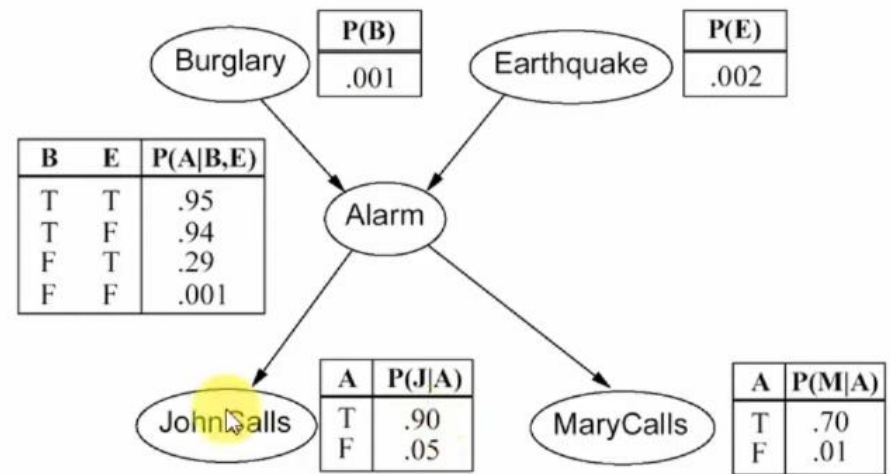 Burglary
P(B)
.001
Earthquake
P(E)
.002
B E P(A|B,E)
T T .95
T F .94
F T .29
F F .001
Alarm
JohnCalls
A P(J|A)
T .90
F .05
MaryCalls
A P(M|A)
T .70
F .01